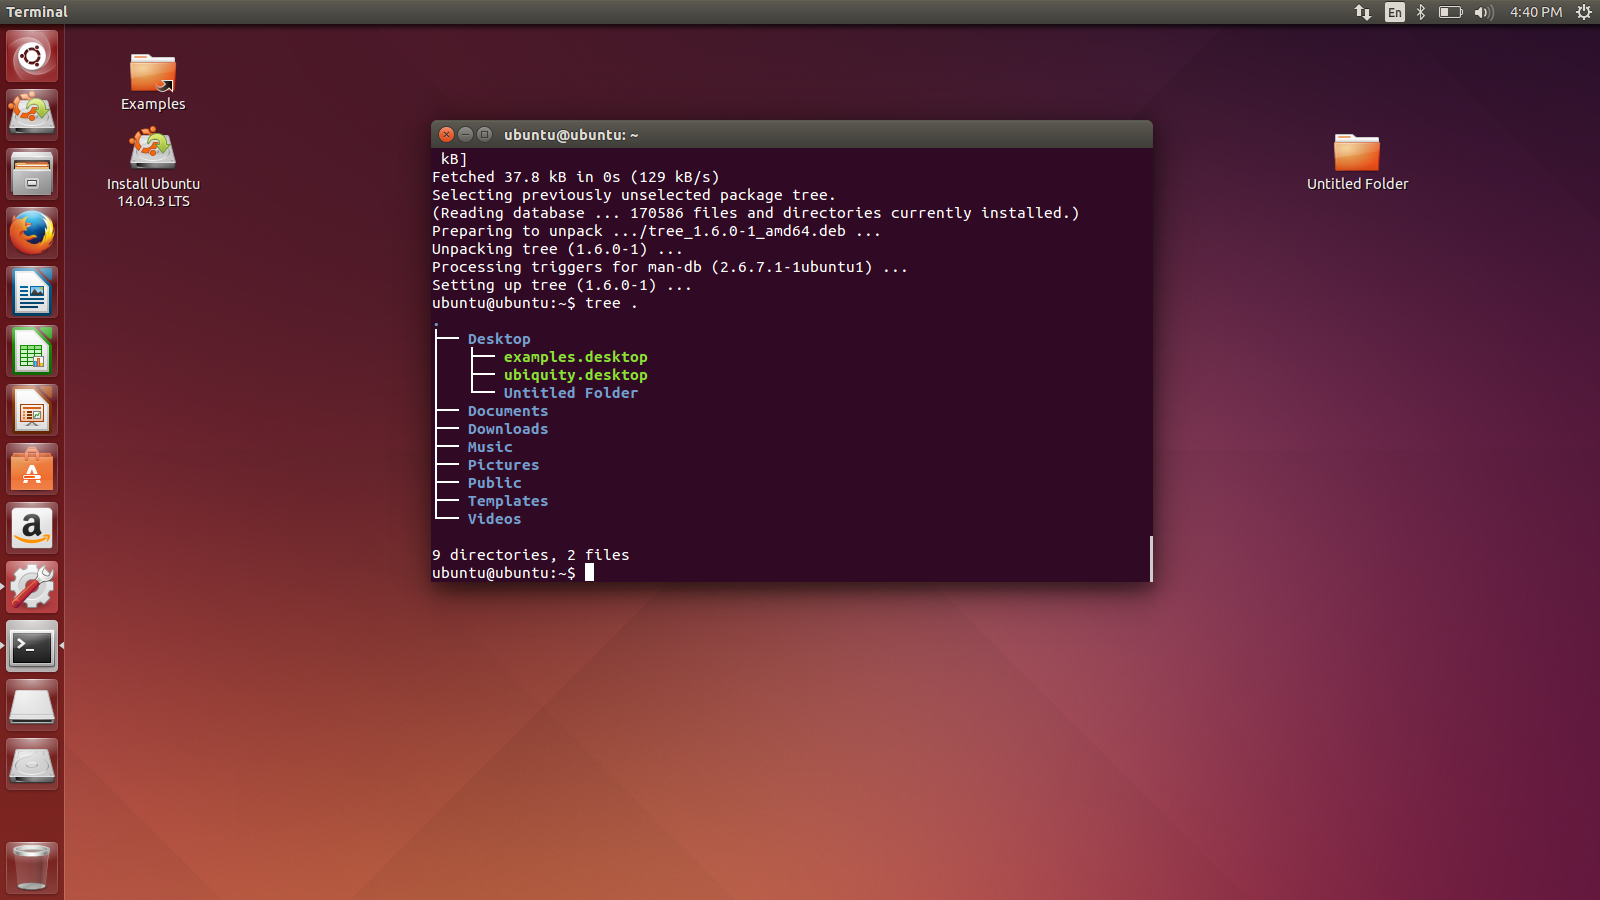 Terminal
En
4:40 PM
Examples
Install Ubuntu
14.04.3 LTS
Untitled Folder
ubuntu@ubuntu: ~
kB]
Fetched 37.8 kB in 0s (129 kB/s)
Selecting previously unselected package tree.
(Reading database ... 170586 files and directories currently installed.)
Preparing to unpack .../tree_1.6.0-1_amd64.deb ...
Unpacking tree (1.6.0-1) ...
Processing triggers for man-db (2.6.7.1-1ubuntu1) ...
Setting up tree (1.6.0-1) ...
ubuntu@ubuntu:~$ tree .
.
├── Desktop
│   ├── examples.desktop
│   ├── ubiquity.desktop
│   └── Untitled Folder
├── Documents
├── Downloads
├── Music
├── Pictures
├── Public
├── Templates
└── Videos
9 directories, 2 files
ubuntu@ubuntu:~$